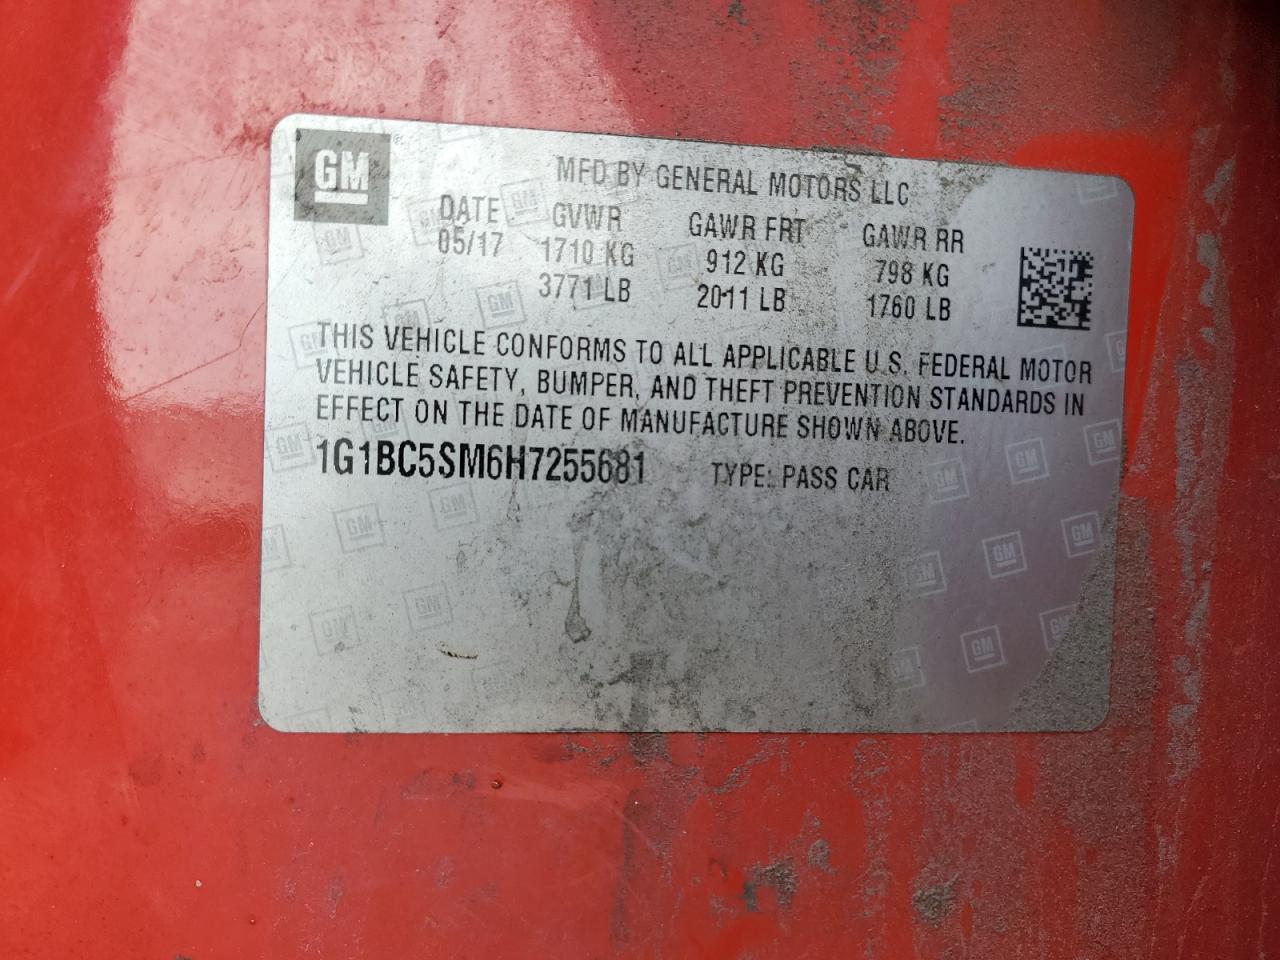 GM
MFD BY GENERAL MOTORS LLC
DATE GVWR GAWR FRT GAWR RR
05/17 1710 KG 912 KG 798 KG
3771 LB 2011 LB 1760 LB
THIS VEHICLE CONFORMS TO ALL APPLICABLE U.S. FEDERAL MOTOR
VEHICLE SAFETY, BUMPER, AND THEFT PREVENTION STANDARDS IN
EFFECT ON THE DATE OF MANUFACTURE SHOWN ABOVE.
1G1BC5SM6H7255681 TYPE: PASS CAR